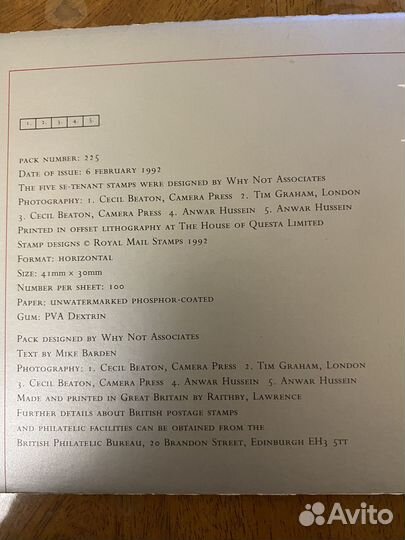 1. 2. 3. 4. 5.
Pack number: 225
Date of issue: 6 February 1992
The five se-tenant stamps were designed by Why Not Associates
Photography: 1. Cecil Beaton, Camera Press 2. Tim Graham, London
3. Cecil Beaton, Camera Press 4. Anwar Hussein 5. Anwar Hussein
Printed in offset lithography at The House of Questa Limited
Stamp designs © Royal Mail Stamps 1992
Format: horizontal
Size: 41mm × 30mm
Number per sheet: 100
Paper: unwatermarked phosphor-coated
Gum: PVA Dextrin
Pack designed by Why Not Associates
Text by Mike Barden
Photography: 1. Cecil Beaton, Camera Press 2. Tim Graham, London
3. Cecil Beaton, Camera Press 4. Anwar Hussein 5. Anwar Hussein
Made and printed in Great Britain by Raithby, Lawrence
Further details about British postage stamps
and philatelic facilities can be obtained from the
British Philatelic Bureau, 20 Brandon Street, Edinburgh EH3 5TT
Avito